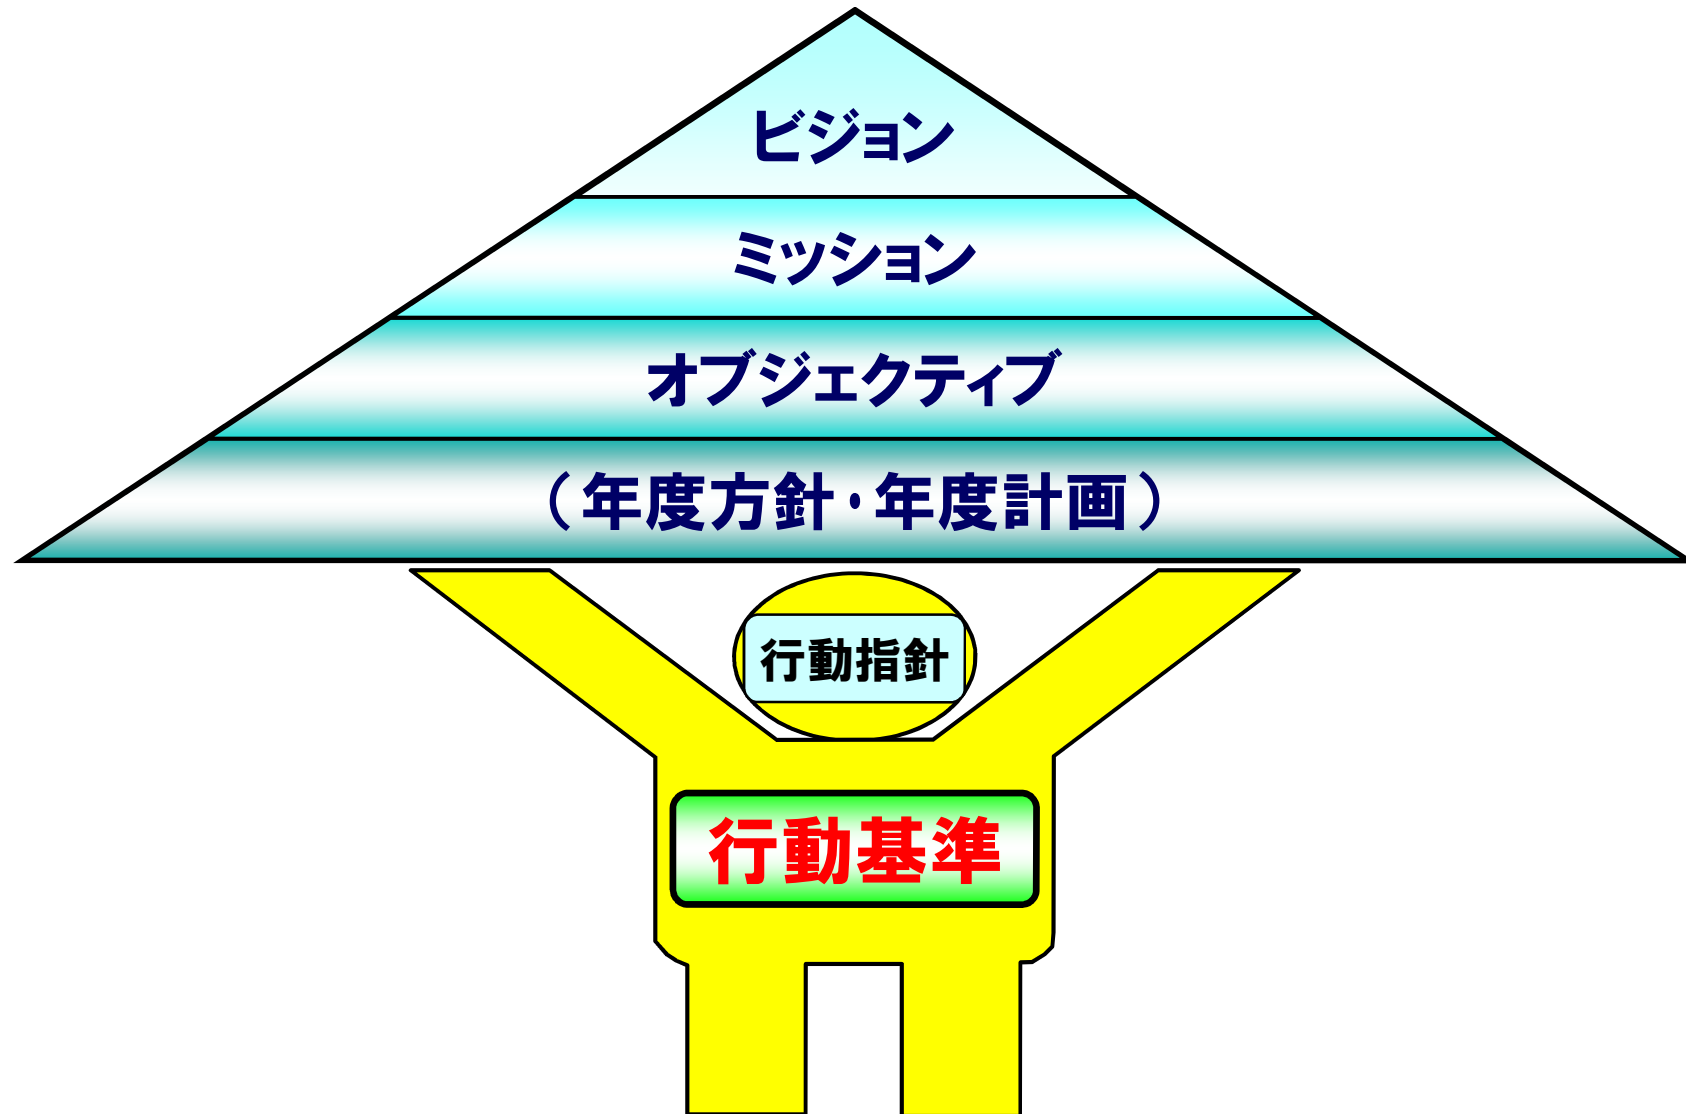 ビジョン
ミッション
オブジェクティブ
（年度方針・年度計画）
行動指針
行動基準